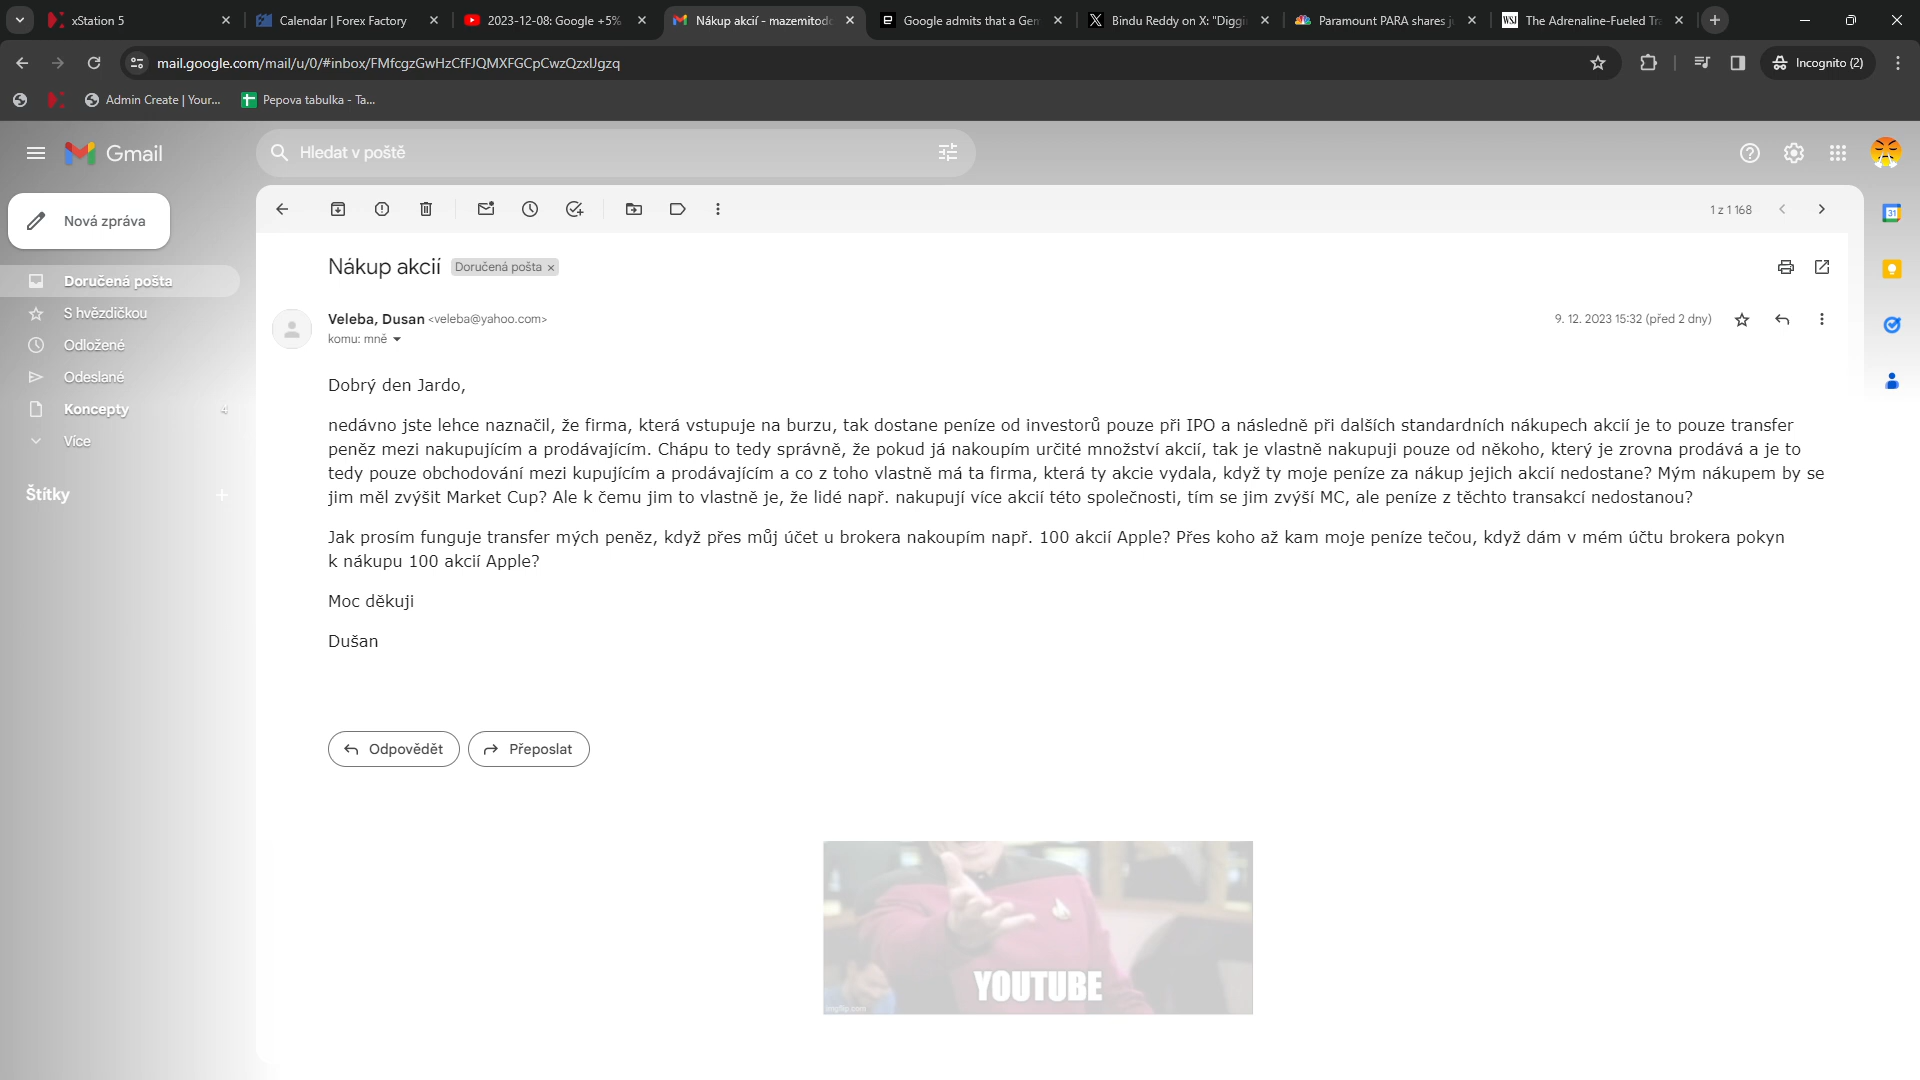 xStation 5
Calendar | Forex Factory
2023-12-08: Google +5%
Nákup akcií - mazemitodo
Google admits that a Gem
Bindu Reddy on X: "Diggi
Paramount PARA shares j
WSJ The Adrenaline-Fueled Tra
mail.google.com/mail/u/0/#inbox/FMfcgzGwHzCfFJQMXFGCpCwzQzxlJgzq
Incognito (2)
Admin Create | Your...
Pepova tabulka - Ta...
Gmail
Hledat v poště
Nová zpráva
1 z 1 168
31
Doručená pošta
S hvězdičkou
Odložené
Odeslané
Koncepty 4
Více
Štítky
Nákup akcií Doručená pošta ×
Veleba, Dusan <veleba@yahoo.com>
9. 12. 2023 15:32 (před 2 dny)
komu: mně
Dobrý den Jardo,
nedávno jste lehce naznačil, že firma, která vstupuje na burzu, tak dostane peníze od investorů pouze při IPO a následně při dalších standardních nákupech akcií je to pouze transfer
peněz mezi nakupujícím a prodávajícím. Chápu to tedy správně, že pokud já nakoupím určité množství akcií, tak je vlastně nakupuji pouze od někoho, který je zrovna prodává a je to
tedy pouze obchodování mezi kupujícím a prodávajícím a co z toho vlastně má ta firma, která ty akcie vydala, když ty moje peníze za nákup jejich akcií nedostane? Mým nákupem by se
jim měl zvýšit Market Cup? Ale k čemu jim to vlastně je, že lidé např. nakupují více akcií této společnosti, tím se jim zvýší MC, ale peníze z těchto transakcí nedostanou?
Jak prosím funguje transfer mých peněz, když přes můj účet u brokera nakoupím např. 100 akcií Apple? Přes koho až kam moje peníze tečou, když dám v mém účtu brokera pokyn
k nákupu 100 akcií Apple?
Moc děkuji
Dušan
Odpovědět
Přeposlat
YOUTUBE
imgflip.com